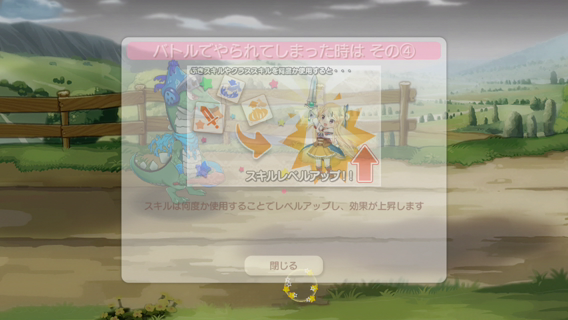 バトルでやられてしまった時は その④
ぶきスキルやクラススキルを何度か使用すると・・・
スキルレベルアップ!!
スキルは何度か使用することでレベルアップし、効果が上昇します
閉じる